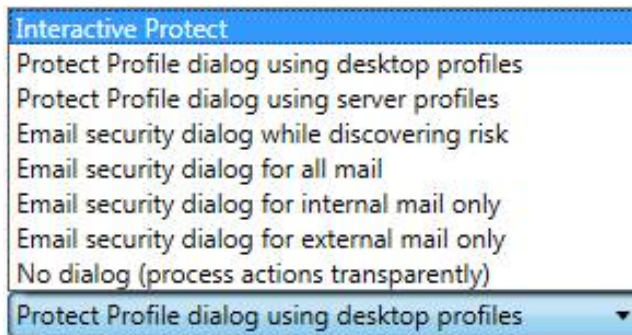 Interactive Protect
Protect Profile dialog using desktop profiles
Protect Profile dialog using server profiles
Email security dialog while discovering risk
Email security dialog for all mail
Email security dialog for internal mail only
Email security dialog for external mail only
No dialog (process actions transparently)
Protect Profile dialog using desktop profiles